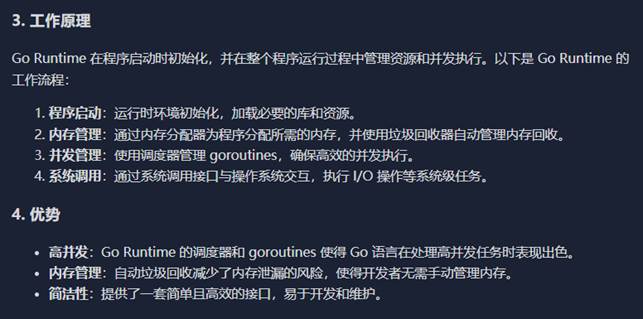 3. 工作原理
Go Runtime 在程序启动时初始化，并在整个程序运行过程中管理资源和并发执行。以下是 Go Runtime 的
工作流程：
1. 程序启动：运行时环境初始化，加载必要的库和资源。
2. 内存管理：通过内存分配器为程序分配所需的内存，并使用垃圾回收器自动管理内存回收。
3. 并发管理：使用调度器管理 goroutines，确保高效的并发执行。
4. 系统调用：通过系统调用接口与操作系统交互，执行 I/O 操作等系统级任务。
4. 优势
• 高并发：Go Runtime 的调度器和 goroutines 使得 Go 语言在处理高并发任务时表现出色。
• 内存管理：自动垃圾回收减少了内存泄漏的风险，使得开发者无需手动管理内存。
• 简洁性：提供了一套简单且高效的接口，易于开发和维护。